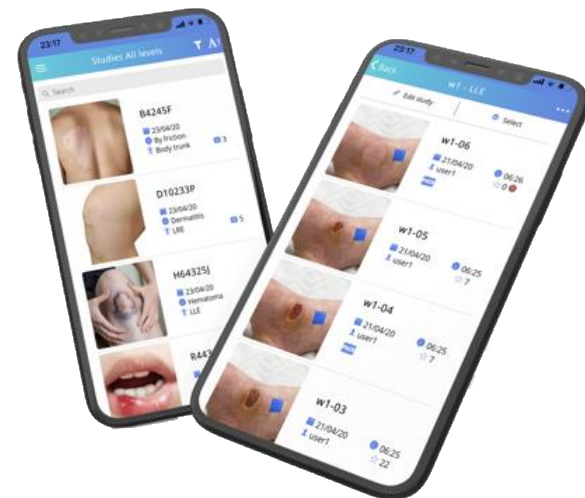 23:17
Studies All levels
Search
B4245F
23/04/20
By friction
Body trunk
3
D10233P
23/04/20
Dermatitis
LRE
5
H64325J
23/04/20
Hematoma
LLE
R443
23:17
Back
w1 - LLE
Edit study
Select
w1-06
21/04/20
user1
06:26
0
w1-05
21/04/20
user1
06:25
7
w1-04
21/04/20
user1
06:25
7
w1-03
21/04/20
user1
06:25
22